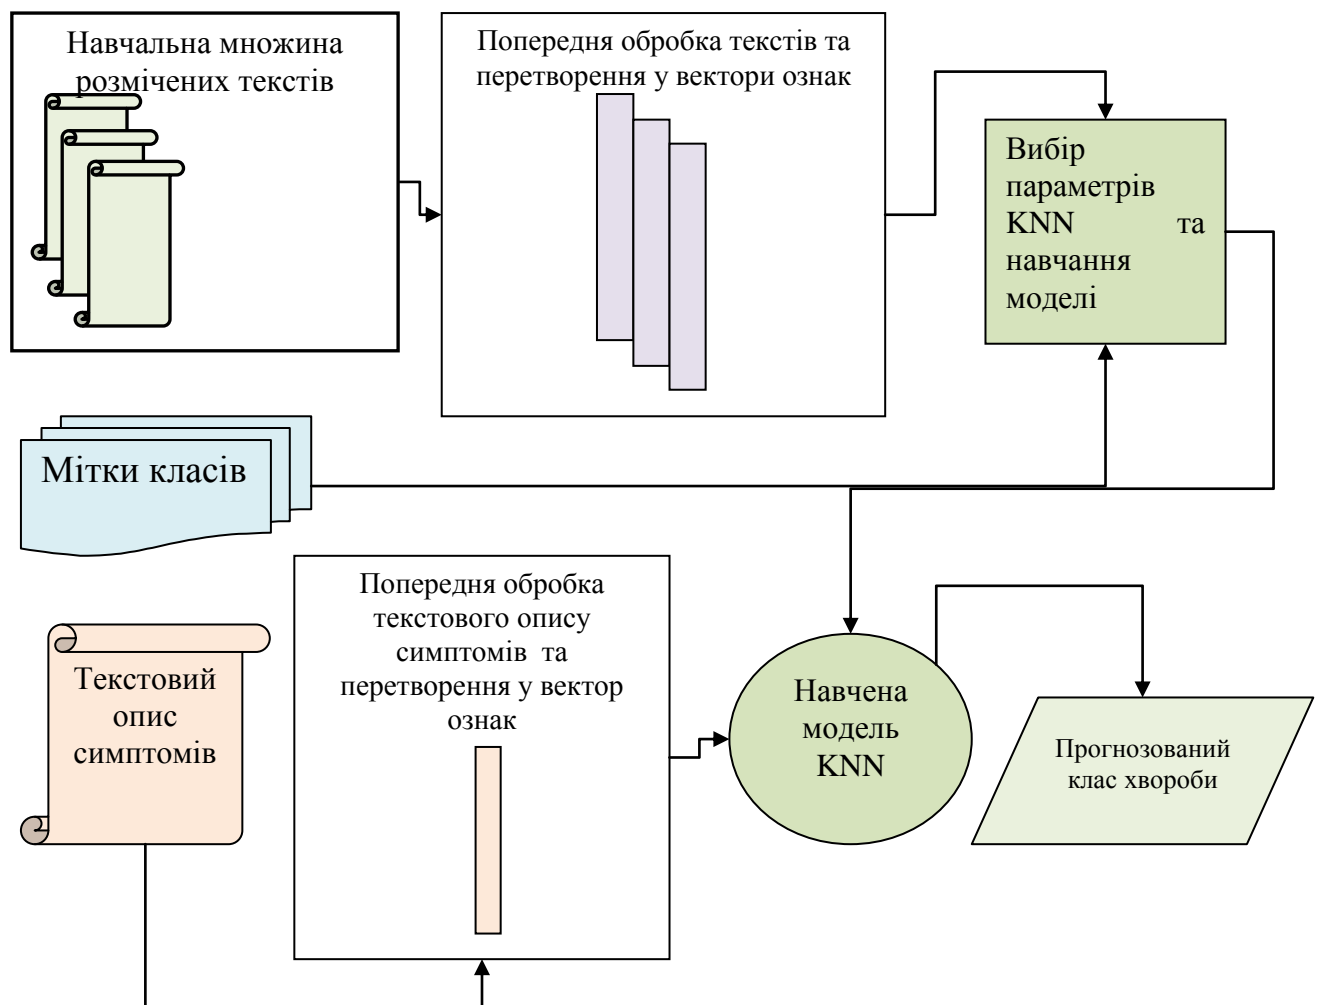 Навчальна множина
розмічених текстів
Попередня обробка текстів та
перетворення у вектори ознак
Вибір
параметрів
KNN та
навчання
моделі
Мітки класів
Попередня обробка
текстового опису
симптомів та
перетворення у вектор
ознак
Текстовий
опис
симптомів
Навчена
модель
KNN
Прогнозований
клас хвороби